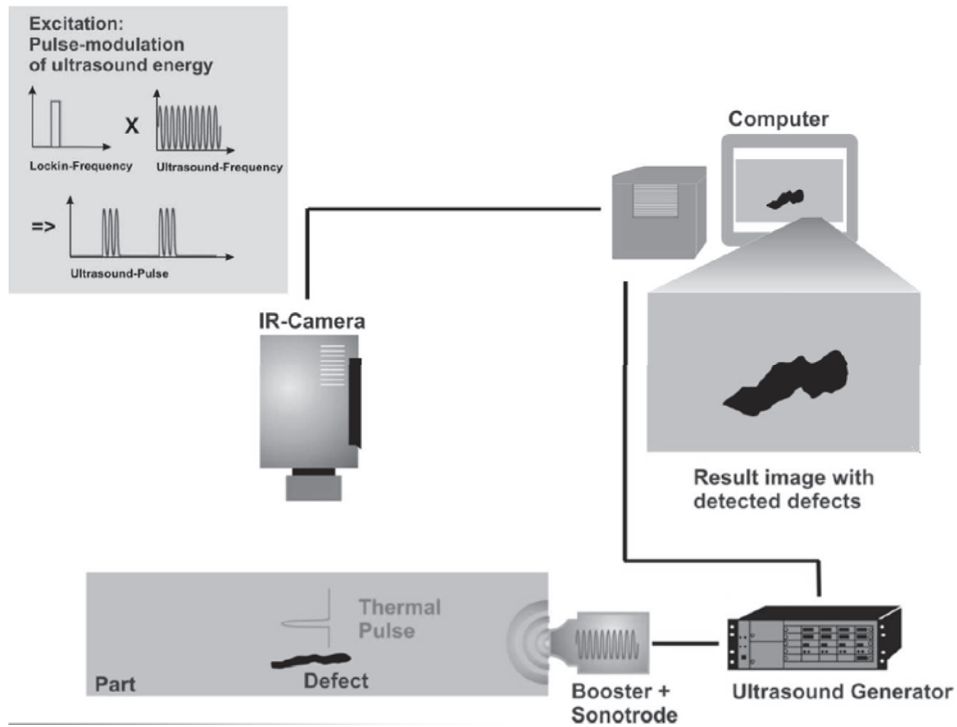 Excitation:
Pulse-modulation
of ultrasound energy
X
Lockin-Frequency
Ultrasound-Frequency
=>
Ultrasound-Pulse
Computer
IR-Camera
Result image with
detected defects
Thermal
Pulse
Part
Defect
Booster +
Sonotrode
Ultrasound Generator